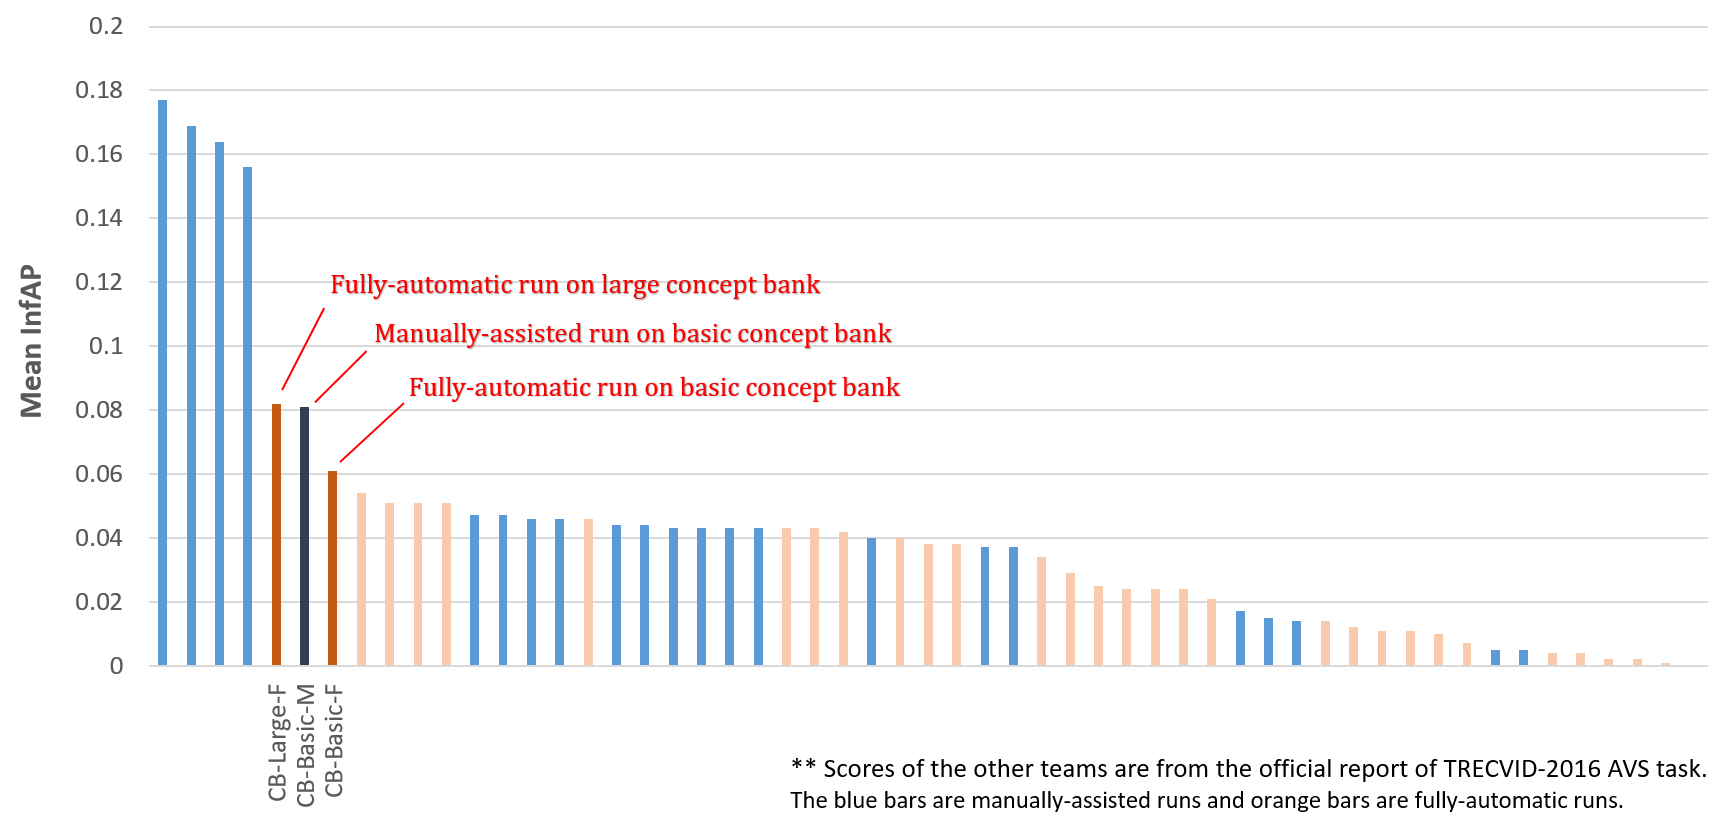 0.2
0.18
0.16
0.14
0.12
0.1
0.08
0.06
0.04
0.02
0
Mean InfAP
Fully-automatic run on large concept bank
Manually-assisted run on basic concept bank
Fully-automatic run on basic concept bank
CB-Large-F
CB-Basic-M
CB-Basic-F
** Scores of the other teams are from the official report of TRECVID-2016 AVS task.
The blue bars are manually-assisted runs and orange bars are fully-automatic runs.